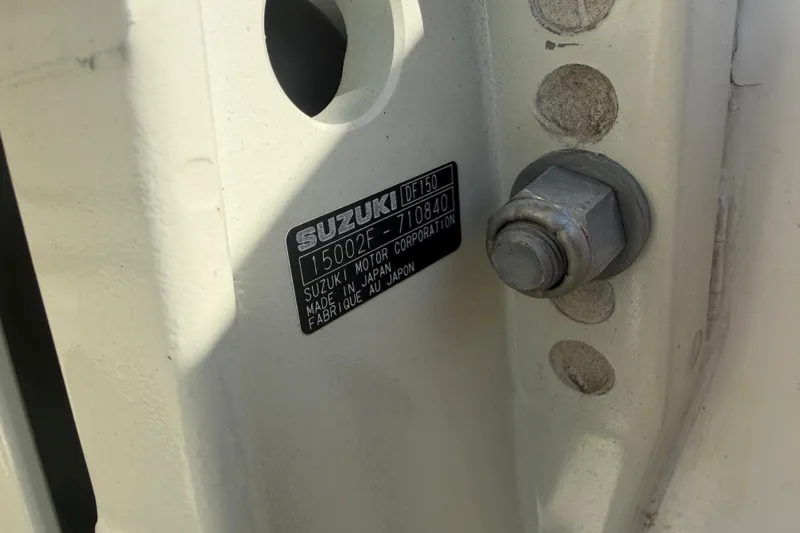 SUZUKI DF150
15002F-710840
SUZUKI MOTOR CORPORATION
MADE IN JAPAN
FABRIQUE AU JAPON